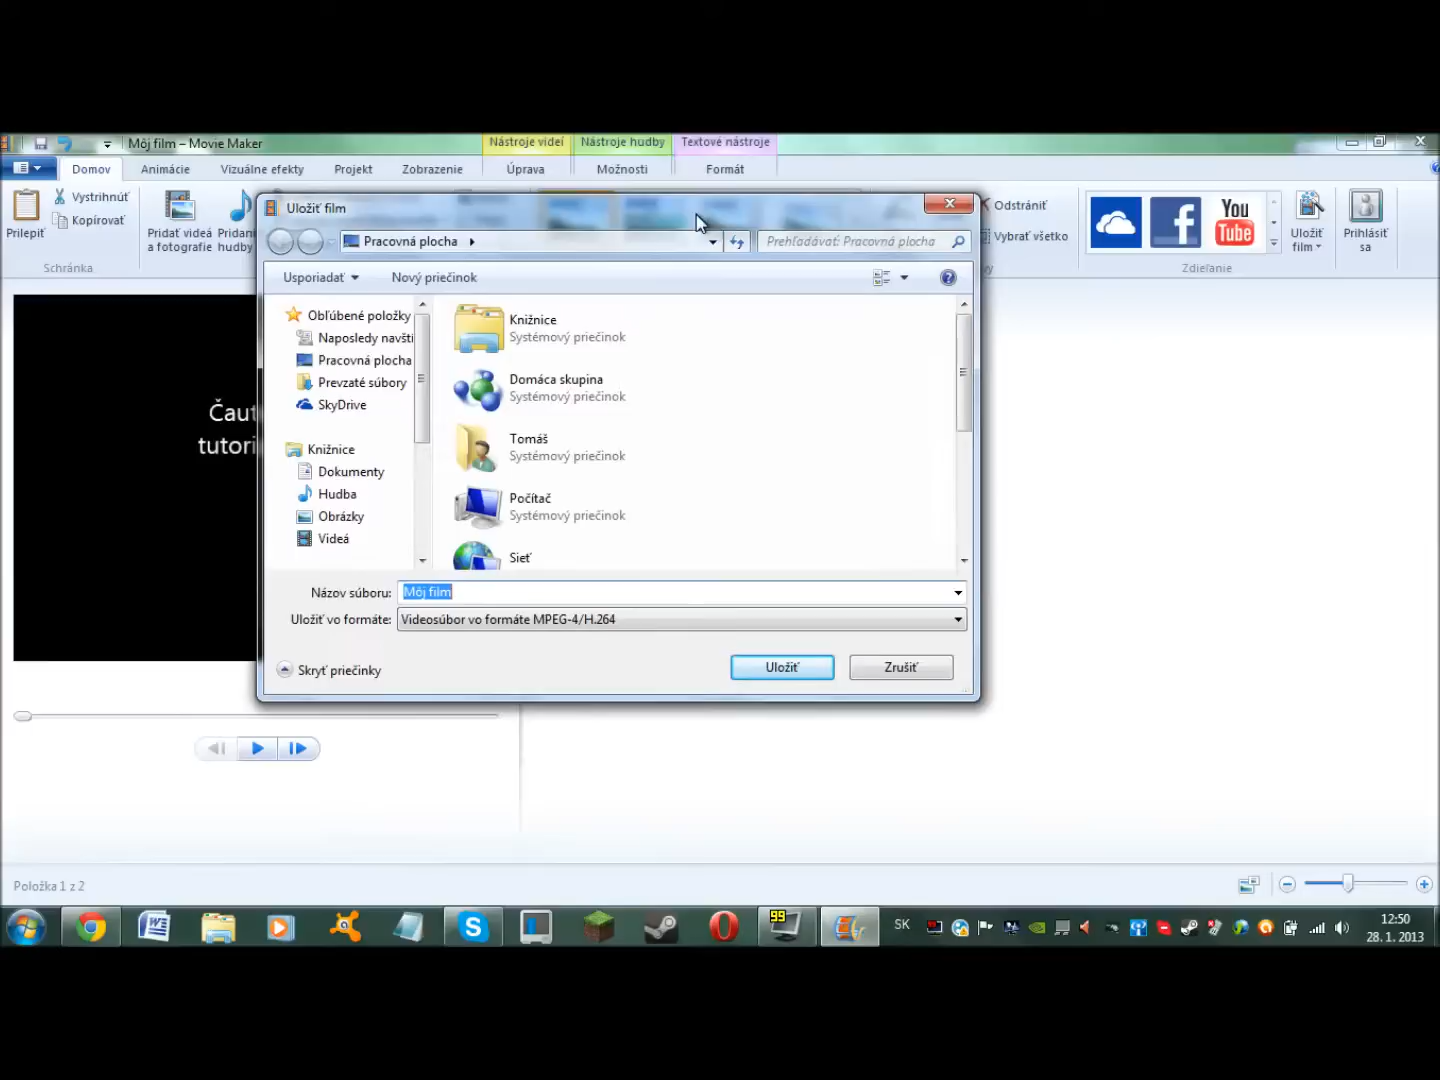 Môj film – Movie Maker
Nástroje videí
Nástroje hudby
Textové nástroje
Domov
Animácie
Vizuálne efekty
Projekt
Zobrazenie
Úprava
Možnosti
Formát
Prilepiť
Vystrihnúť
Kopírovať
Schránka
Pridať videá
a fotografie
hudby
Odstrániť
Vybrať všetko
You
Tube
Uložiť
film
Prihlásiť
sa
Zdieľanie
Uložiť film
Pracovná plocha
Prehľadávať: Pracovná plocha
Usporiadať
Nový priečinok
Obľúbené položky
Naposledy navští
Pracovná plocha
Prevzaté súbory
SkyDrive
Knižnice
Dokumenty
Hudba
Obrázky
Videá
Knižnice
Systémový priečinok
Domáca skupina
Systémový priečinok
Tomáš
Systémový priečinok
Počítač
Systémový priečinok
Sieť
Názov súboru: Môj film
Uložiť vo formáte: Videosúbor vo formáte MPEG-4/H.264
Skryť priečinky
Uložiť
Zrušiť
Čaut
tutori
Položka 1 z 2
99
SK
12:50
28. 1. 2013